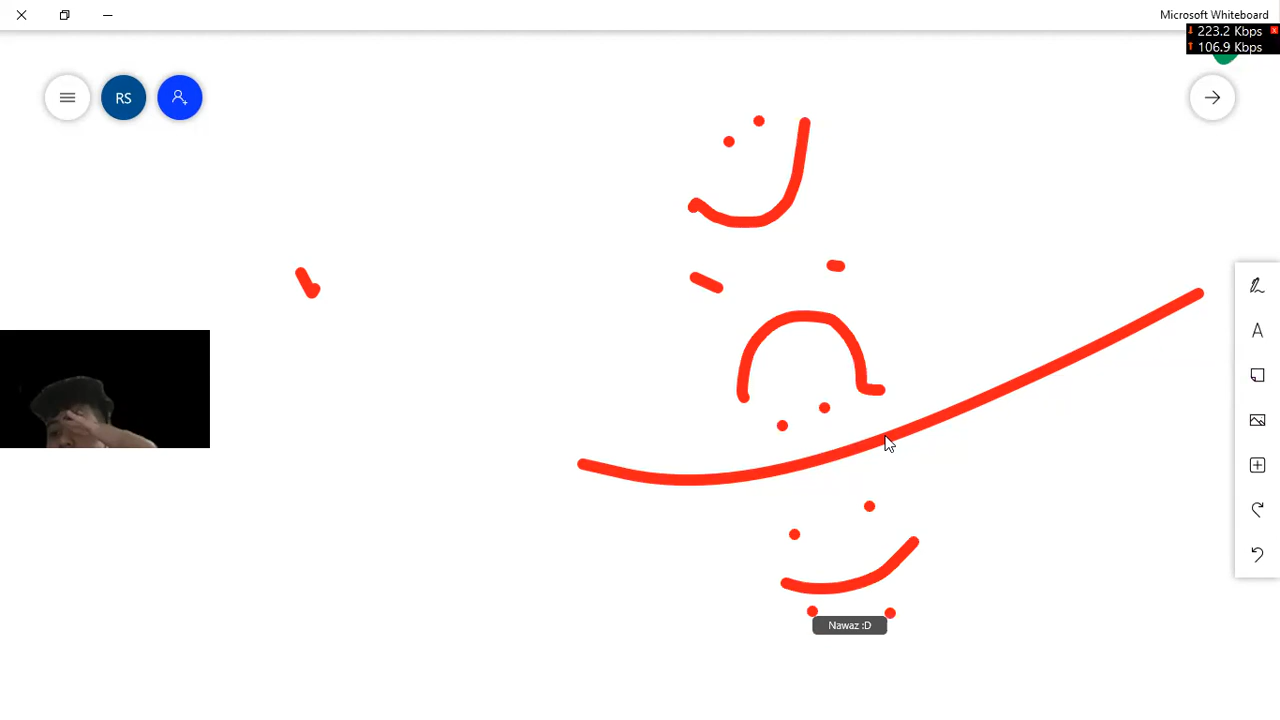 Microsoft Whiteboard
223.2 Kbps
x
106.9 Kbps
RS
A
Nawaz :D